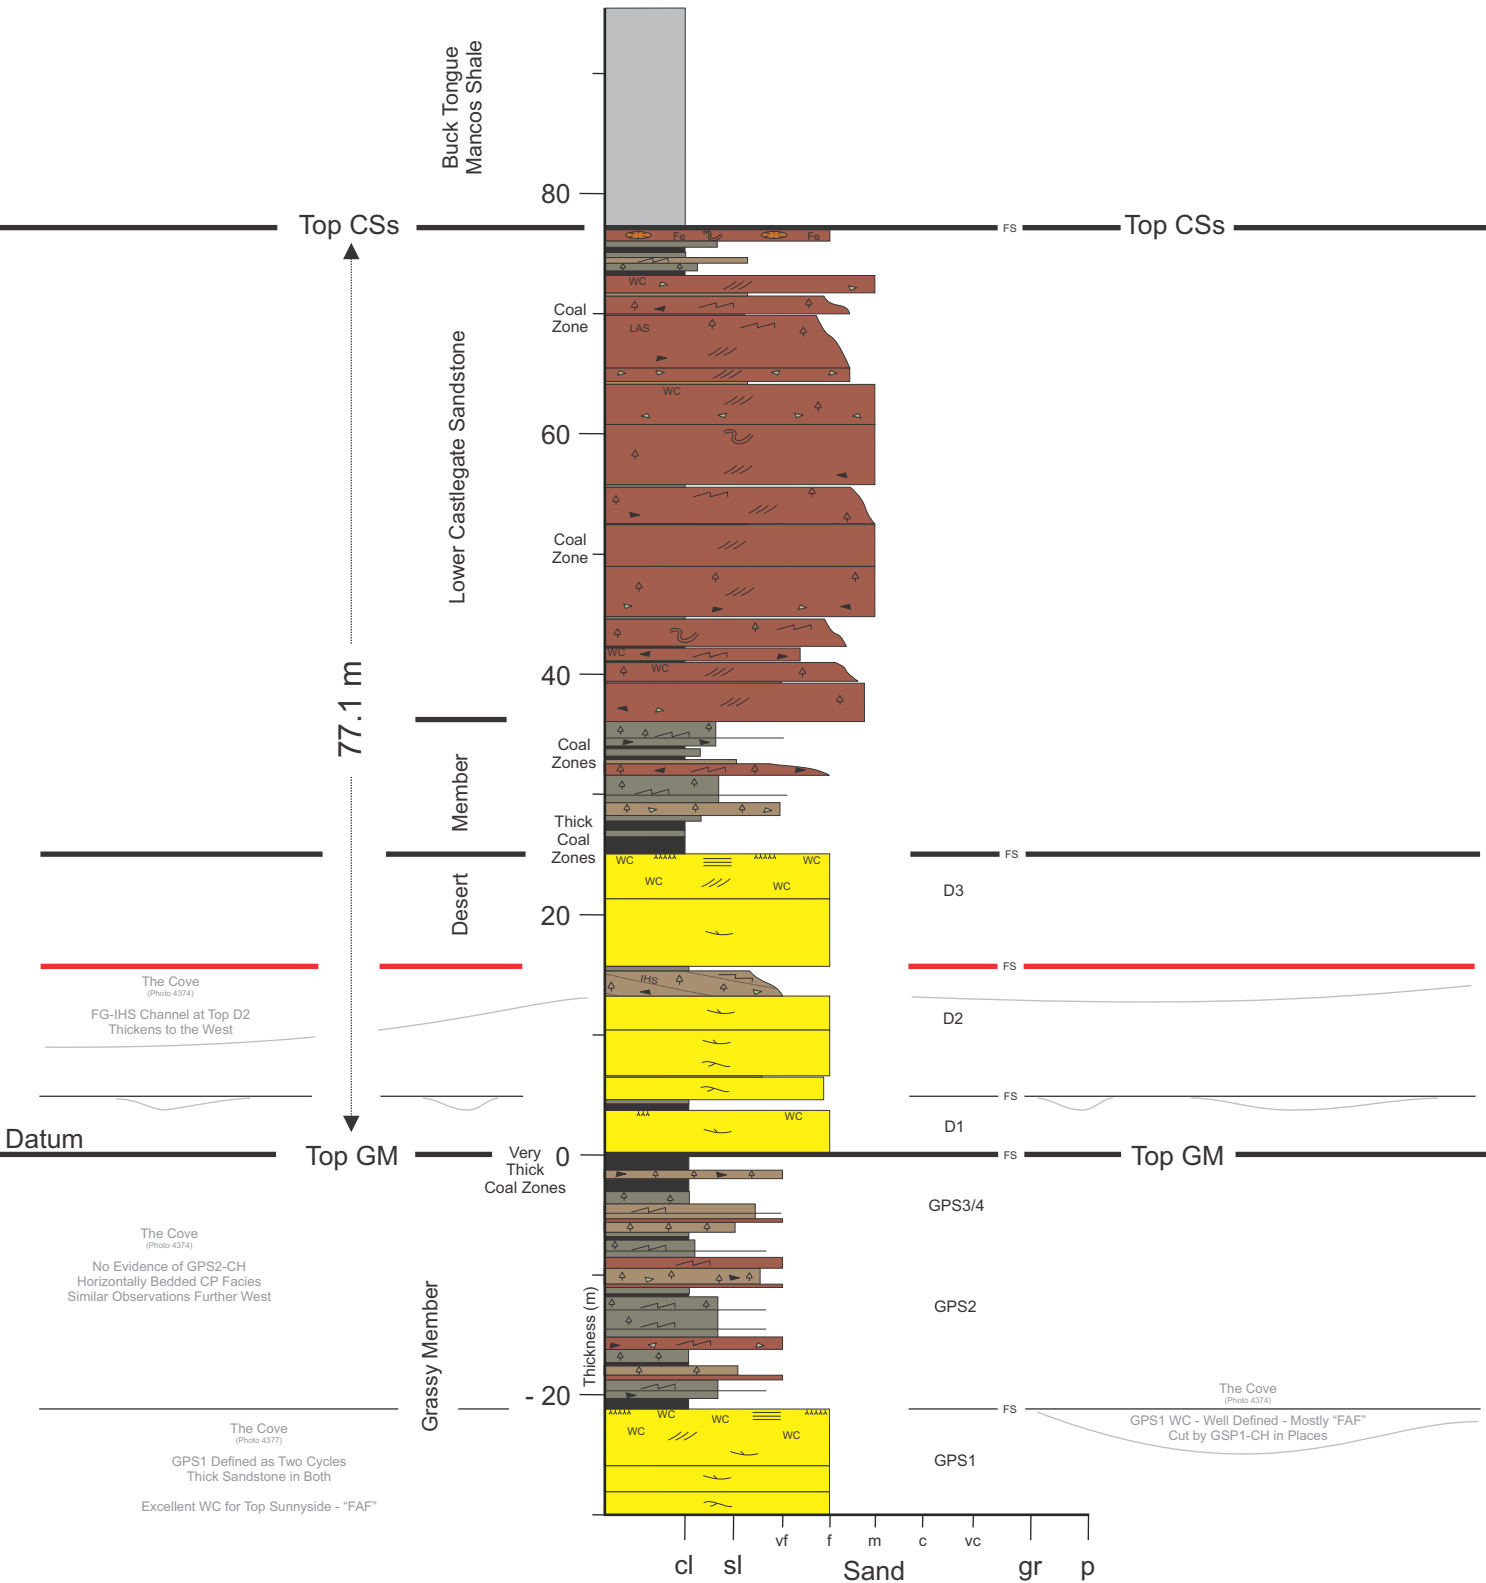 Buck Tongue
Mancos Shale
80
Top CSs
FS
Top CSs
Fe
Fe
WC
Coal
Zone
LAS
Lower Castlegate Sandstone
WC
60
Coal
Zone
WC
WC
40
77.1 m
Coal
Zones
Member
Thick
Coal
Zones
WC
WC
FS
WC
WC
D3
Desert
20
FS
The Cove
(Photo 4374)
IHS
FG-IHS Channel at Top D2
Thickens to the West
D2
FS
WC
D1
Datum
Top GM
Very
Thick
Coal Zones
0
FS
Top GM
GPS3/4
The Cove
(Photo 4374)
No Evidence of GPS2-CH
Horizontally Bedded CP Facies
Similar Observations Further West
Grassy Member
Thickness (m)
GPS2
- 20
The Cove
(Photo 4374)
FS
GPS1 WC - Well Defined - Mostly “FAF”
Cut by GSP1-CH in Places
WC
WC
WC
WC
The Cove
(Photo 4377)
GPS1 Defined as Two Cycles
Thick Sandstone in Both
GPS1
Excellent WC for Top Sunnyside - “FAF”
vf f m c vc
cl sl Sand gr p